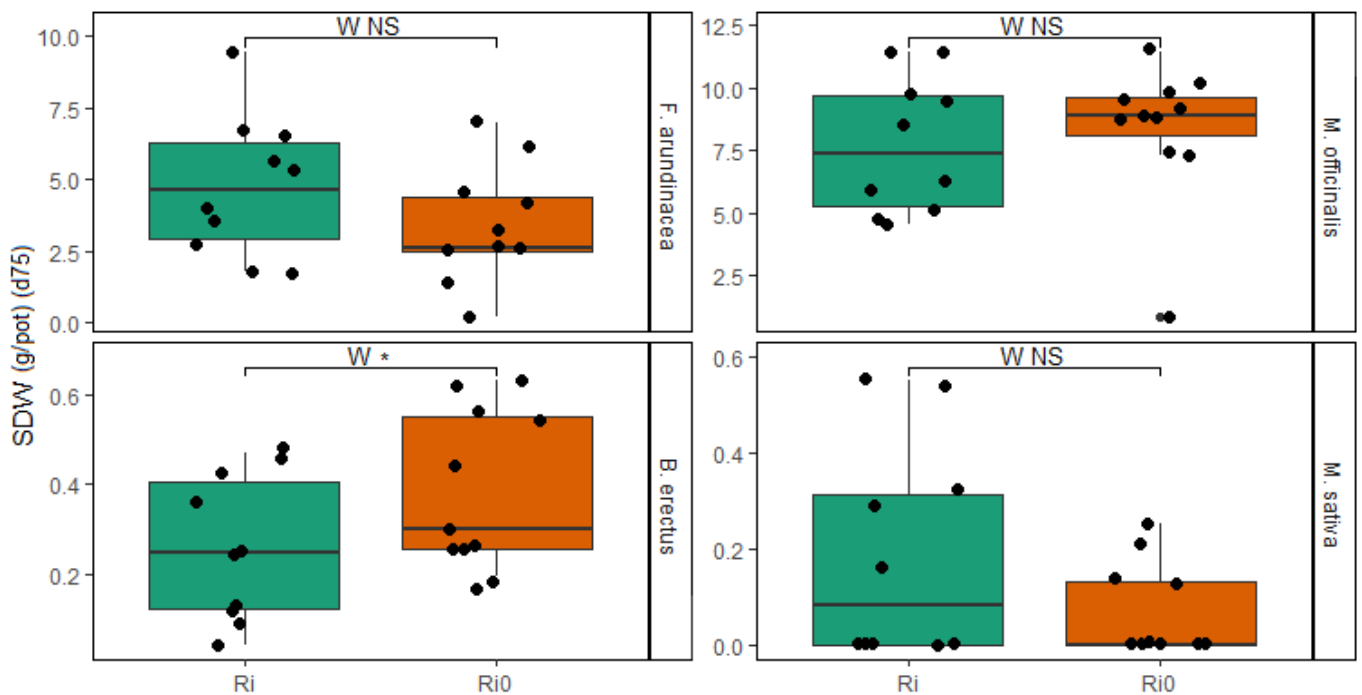 SDW (g/pot) (d75)
10.0
7.5
5.0
2.5
0.0
W NS
F. arundinacea
12.5
10.0
7.5
5.0
2.5
W NS
M. officinalis
0.6
0.4
0.2
W *
B. erectus
Ri
Ri0
0.6
0.4
0.2
0.0
W NS
M. sativa
Ri
Ri0